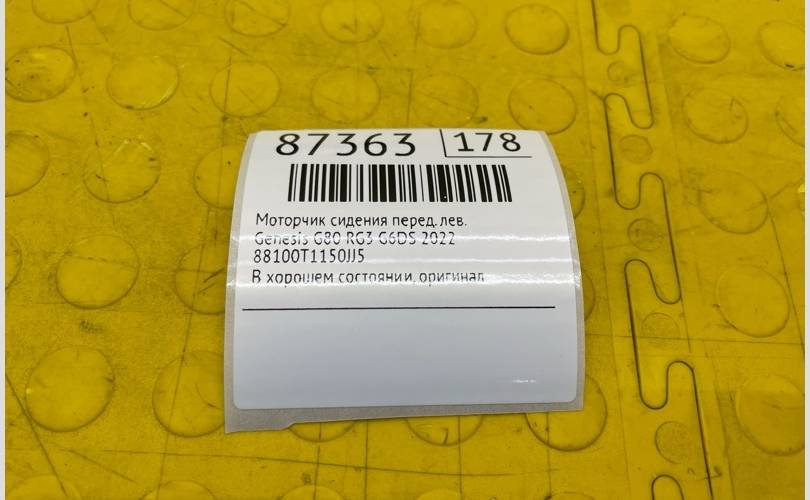 87363 178
Моторчик сидения перед. лев.
Genesis G80 RG3 G6DS 2022
88100T1150JJ5
В хорошем состоянии, оригинал